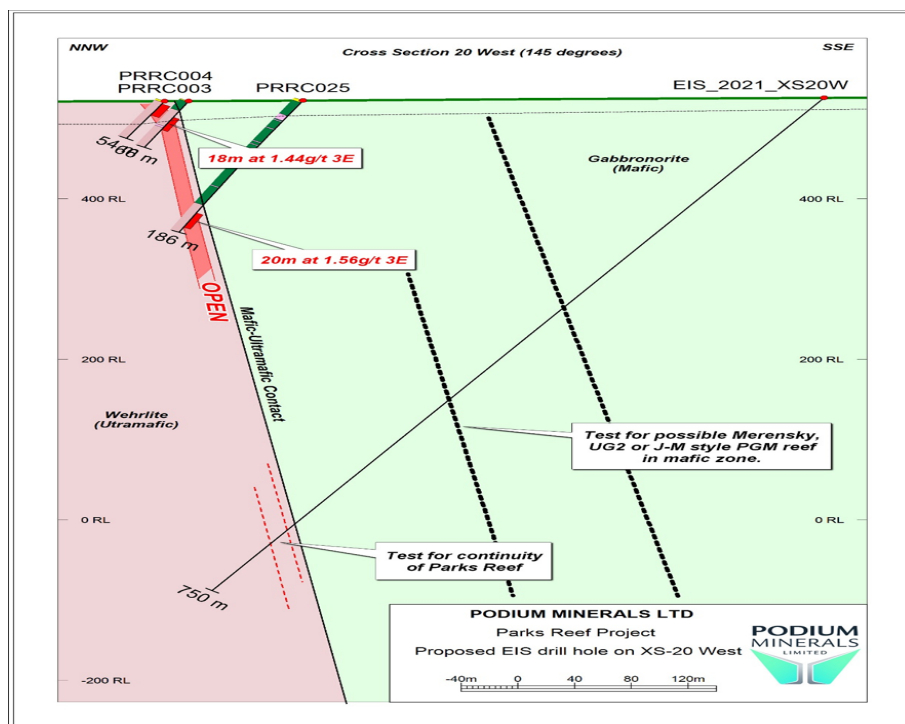 NNW
Cross Section 20 West (145 degrees)
SSE
PRRC004
PRRC003
PRRC025
EIS_2021_XS20W
54 m
66 m
18m at 1.44g/t 3E
Gabbronorite
(Mafic)
400 RL
400 RL
186 m
20m at 1.56g/t 3E
OPEN
Mafic-Ultramafic Contact
200 RL
200 RL
Wehrlite
(Utramafic)
Test for possible Merensky,
UG2 or J-M style PGM reef
in mafic zone.
0 RL
0 RL
Test for continuity
of Parks Reef
750 m
PODIUM MINERALS LTD
Parks Reef Project
Proposed EIS drill hole on XS-20 West
PODIUM
MINERALS
LIMITED
-200 RL
-40m
0
40
80
120m